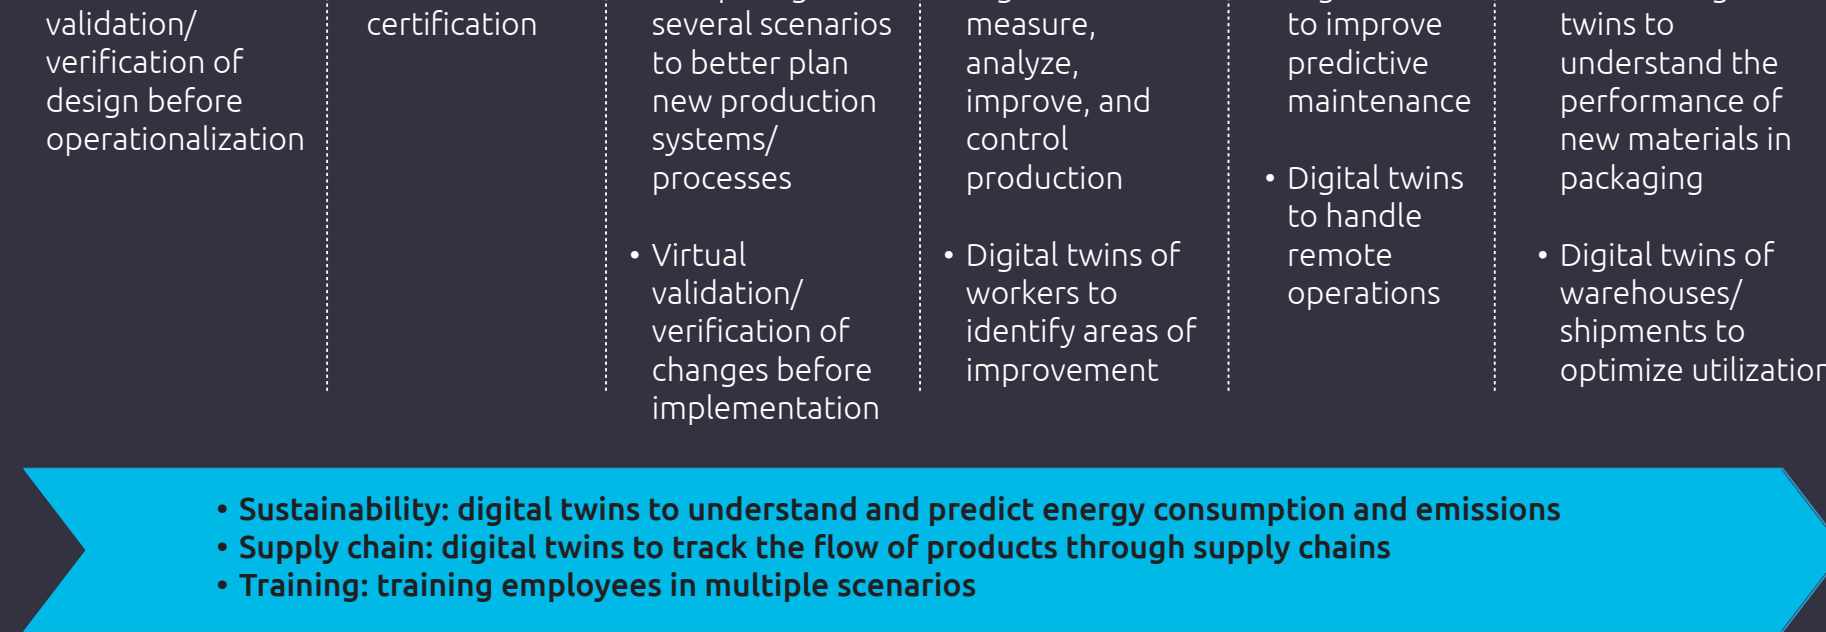 validation/
verification of
design before
operationalization
certification
several scenarios
to better plan
new production
systems/
processes
• Virtual
validation/
verification of
changes before
implementation
measure,
analyze,
improve, and
control
production
• Digital twins of
workers to
identify areas of
improvement
to improve
predictive
maintenance
• Digital twins
to handle
remote
operations
twins to
understand the
performance of
new materials in
packaging
• Digital twins of
warehouses/
shipments to
optimize utilization
• Sustainability: digital twins to understand and predict energy consumption and emissions
• Supply chain: digital twins to track the flow of products through supply chains
• Training: training employees in multiple scenarios